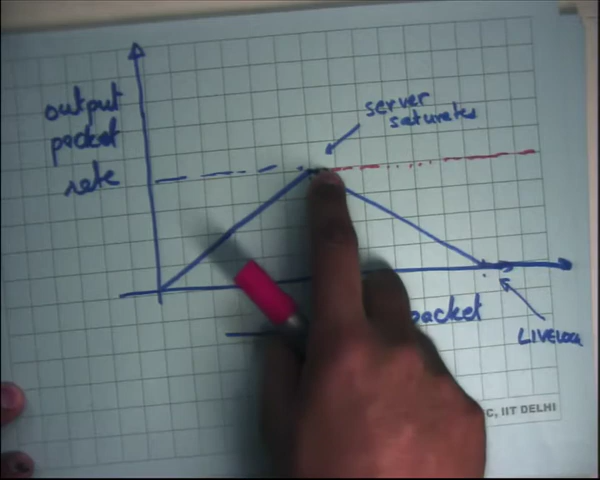 output
packet
rate
server
saturates
packet
LIVELOCK
C, IIT DELHI